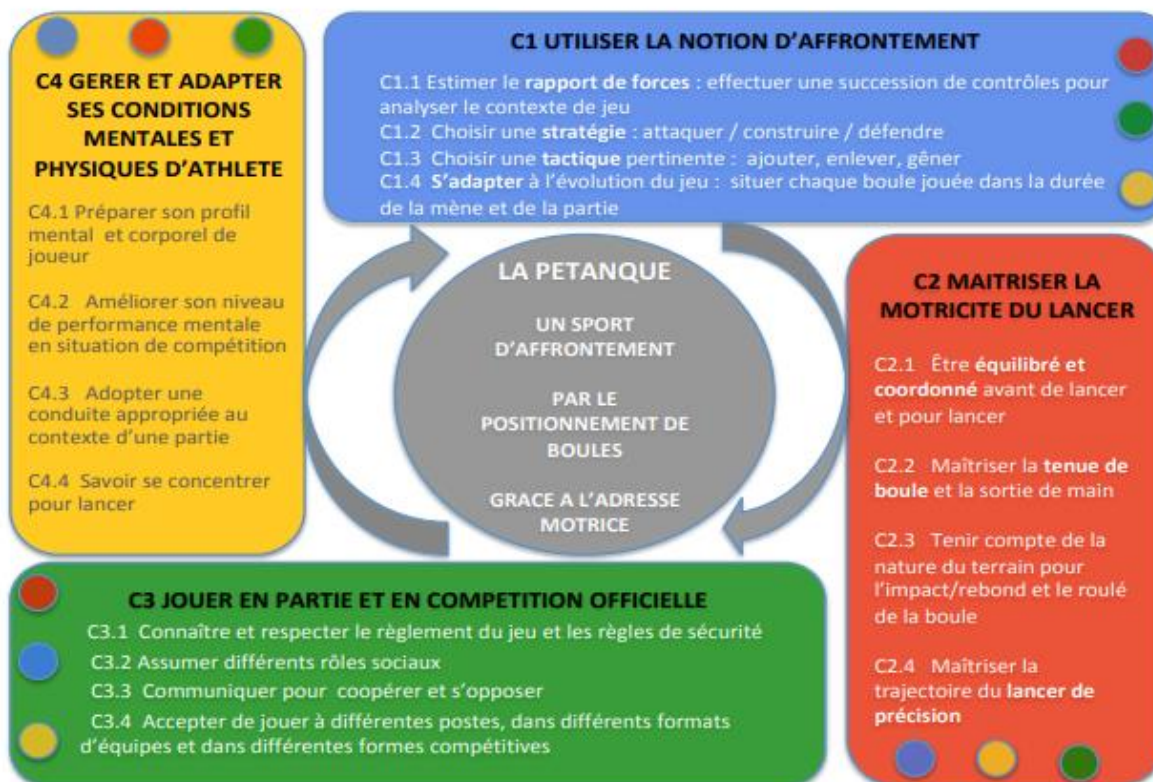 C4 GERER ET ADAPTER
SES CONDITIONS
MENTALES ET
PHYSIQUES D’ATHLETE
C4.1 Préparer son profil
mental et corporel de
joueur
C4.2 Améliorer son niveau
de performance mentale
en situation de compétition
C4.3 Adopter une
conduite appropriée au
contexte d’une partie
C4.4 Savoir se concentrer
pour lancer
C1 UTILISER LA NOTION D’AFFRONTEMENT
C1.1 Estimer le rapport de forces : effectuer une succession de contrôles pour
analyser le contexte de jeu
C1.2 Choisir une stratégie : attaquer / construire / défendre
C1.3 Choisir une tactique pertinente : ajouter, enlever, gêner
C1.4 S’adapter à l’évolution du jeu : situer chaque boule jouée dans la durée
de la mène et de la partie
LA PETANQUE
UN SPORT
D’AFFRONTEMENT
PAR LE
POSITIONNEMENT DE
BOULES
GRACE A L’ADRESSE
MOTRICE
C2 MAITRISER LA
MOTRICITE DU LANCER
C2.1 Être équilibré et
coordonné avant de lancer
et pour lancer
C2.2 Maîtriser la tenue de
boule et la sortie de main
C2.3 Tenir compte de la
nature du terrain pour
l’impact/rebond et le roulé
de la boule
C2.4 Maîtriser la
trajectoire du lancer de
précision
C3 JOUER EN PARTIE ET EN COMPETITION OFFICIELLE
C3.1 Connaître et respecter le règlement du jeu et les règles de sécurité
C3.2 Assumer différents rôles sociaux
C3.3 Communiquer pour coopérer et s’opposer
C3.4 Accepter de jouer à différentes postes, dans différents formats
d’équipes et dans différentes formes compétitives